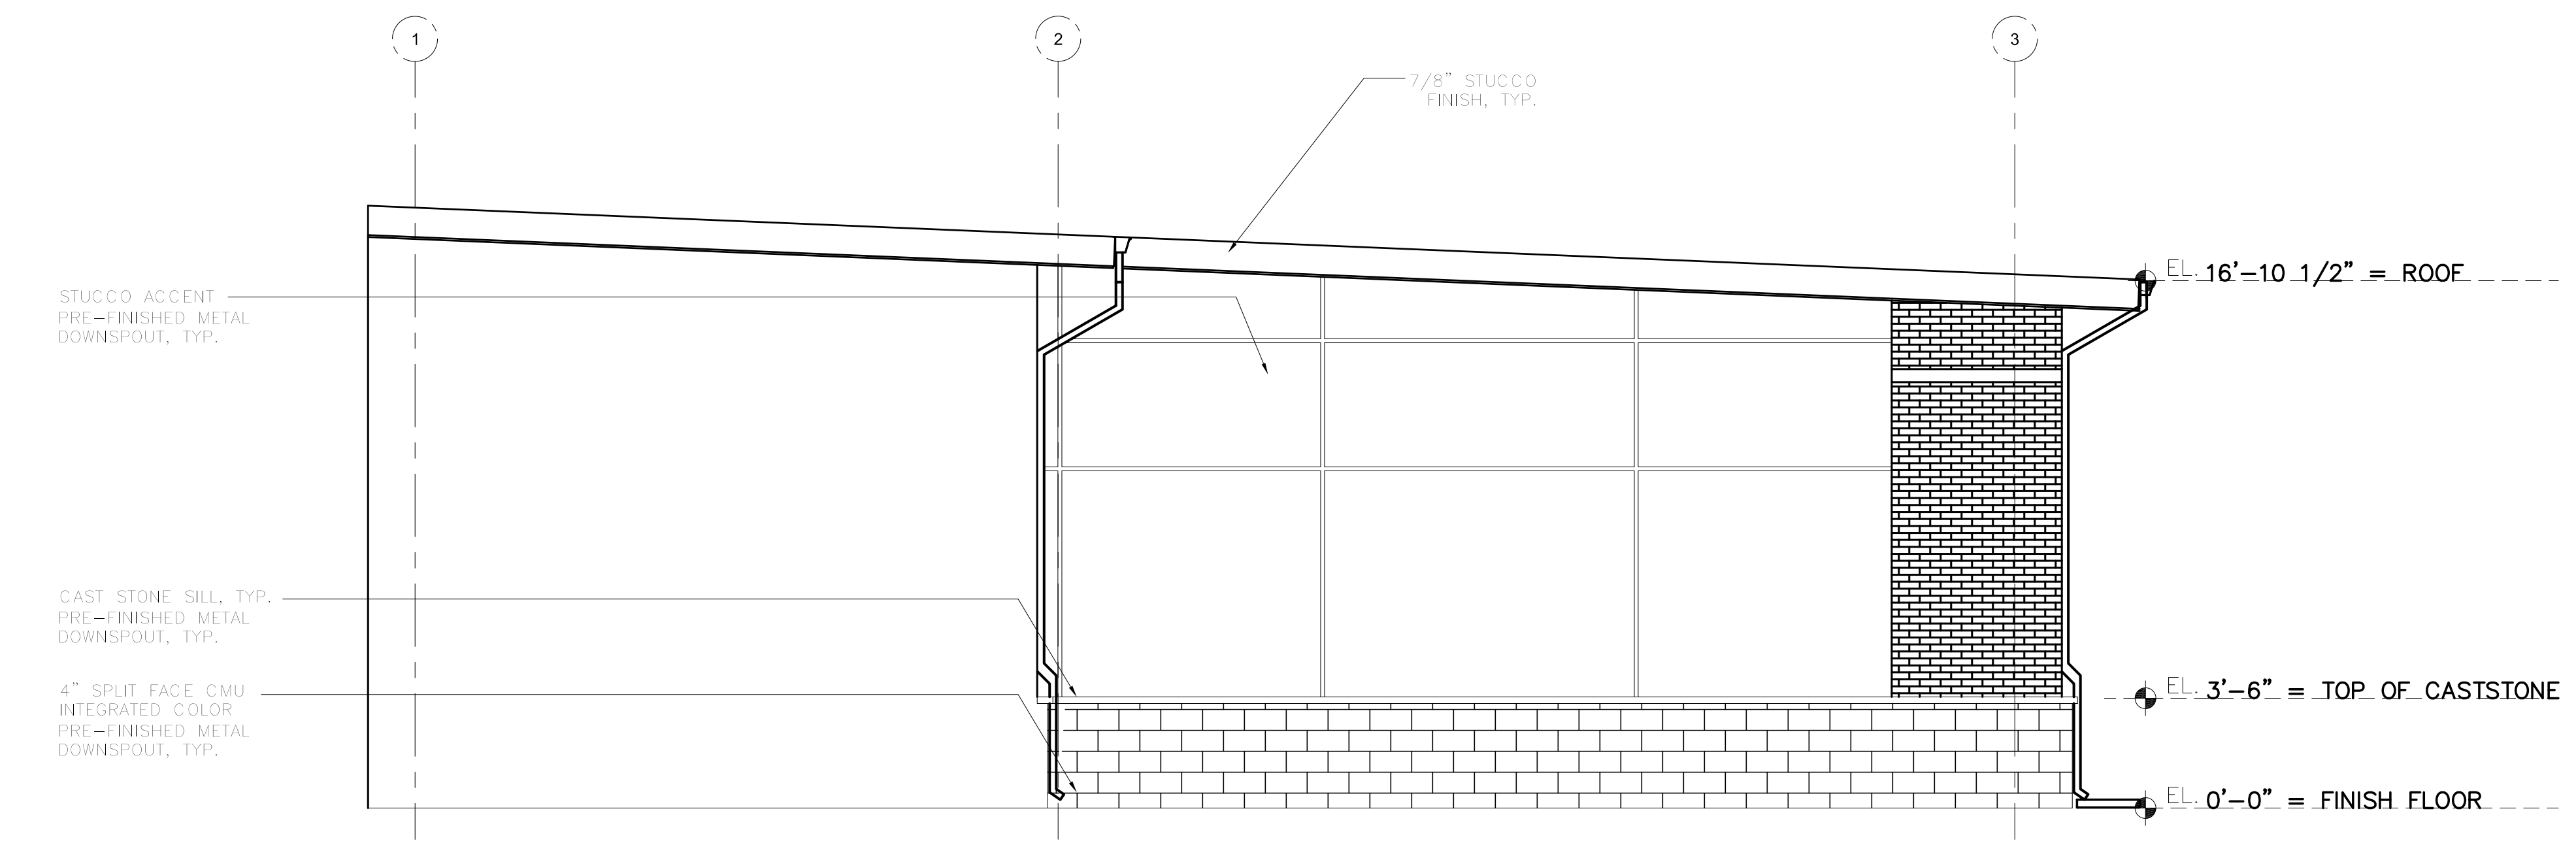 1
2
3
7/8" STUCCO
FINISH, TYP.
EL. 16'-10 1/2" = ROOF
STUCCO ACCENT
PRE-FINISHED METAL
DOWNSPOUT, TYP.
CAST STONE SILL, TYP.
PRE-FINISHED METAL
DOWNSPOUT, TYP.
4" SPLIT FACE CMU
INTEGRATED COLOR
PRE-FINISHED METAL
DOWNSPOUT, TYP.
EL. 3'-6" = TOP OF CASTSTONE
EL. 0'-0" = FINISH FLOOR